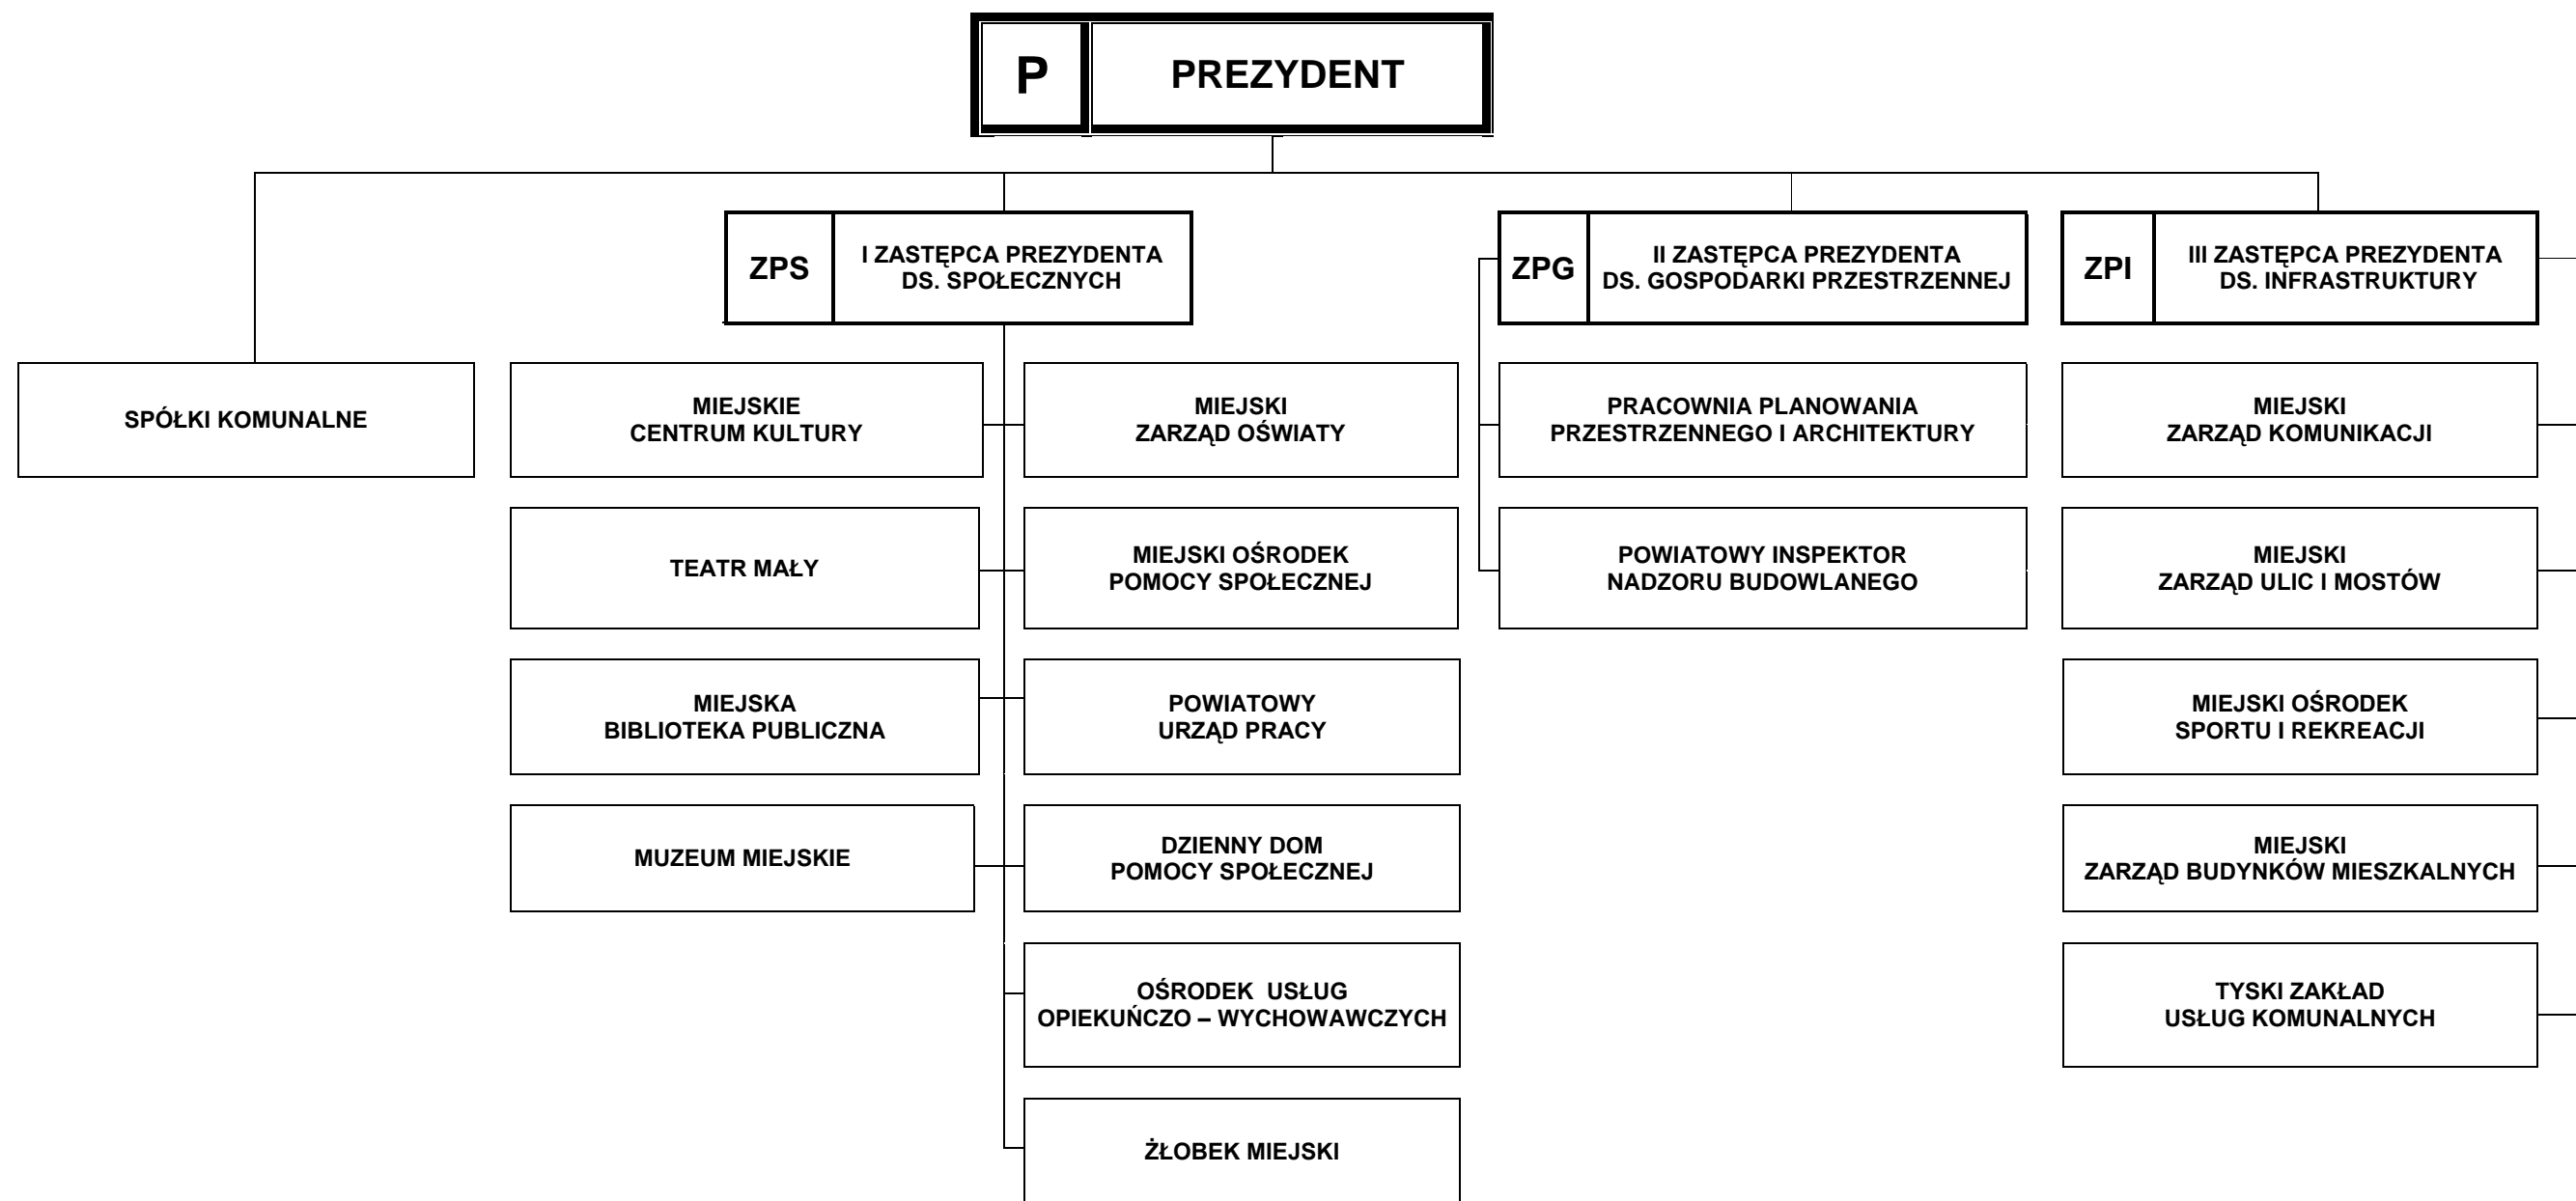 P
PREZYDENT
ZPS
I ZASTĘPCA PREZYDENTA
DS. SPOŁECZNYCH
ZPG
II ZASTĘPCA PREZYDENTA
DS. GOSPODARKI PRZESTRZENNEJ
ZPI
III ZASTĘPCA PREZYDENTA
DS. INFRASTRUKTURY
SPÓŁKI KOMUNALNE
MIEJSKIE
CENTRUM KULTURY
MIEJSKI
ZARZĄD OŚWIATY
PRACOWNIA PLANOWANIA
PRZESTRZENNEGO I ARCHITEKTURY
MIEJSKI
ZARZĄD KOMUNIKACJI
TEATR MAŁY
MIEJSKI OŚRODEK
POMOCY SPOŁECZNEJ
POWIATOWY INSPEKTOR
NADZORU BUDOWLANEGO
MIEJSKI
ZARZĄD ULIC I MOSTÓW
MIEJSKA
BIBLIOTEKA PUBLICZNA
POWIATOWY
URZĄD PRACY
MIEJSKI OŚRODEK
SPORTU I REKREACJI
MUZEUM MIEJSKIE
DZIENNY DOM
POMOCY SPOŁECZNEJ
MIEJSKI
ZARZĄD BUDYNKÓW MIESZKALNYCH
OŚRODEK USŁUG
OPIEKUŃCZO – WYCHOWAWCZYCH
TYSKI ZAKŁAD
USŁUG KOMUNALNYCH
ŻŁOBEK MIEJSKI